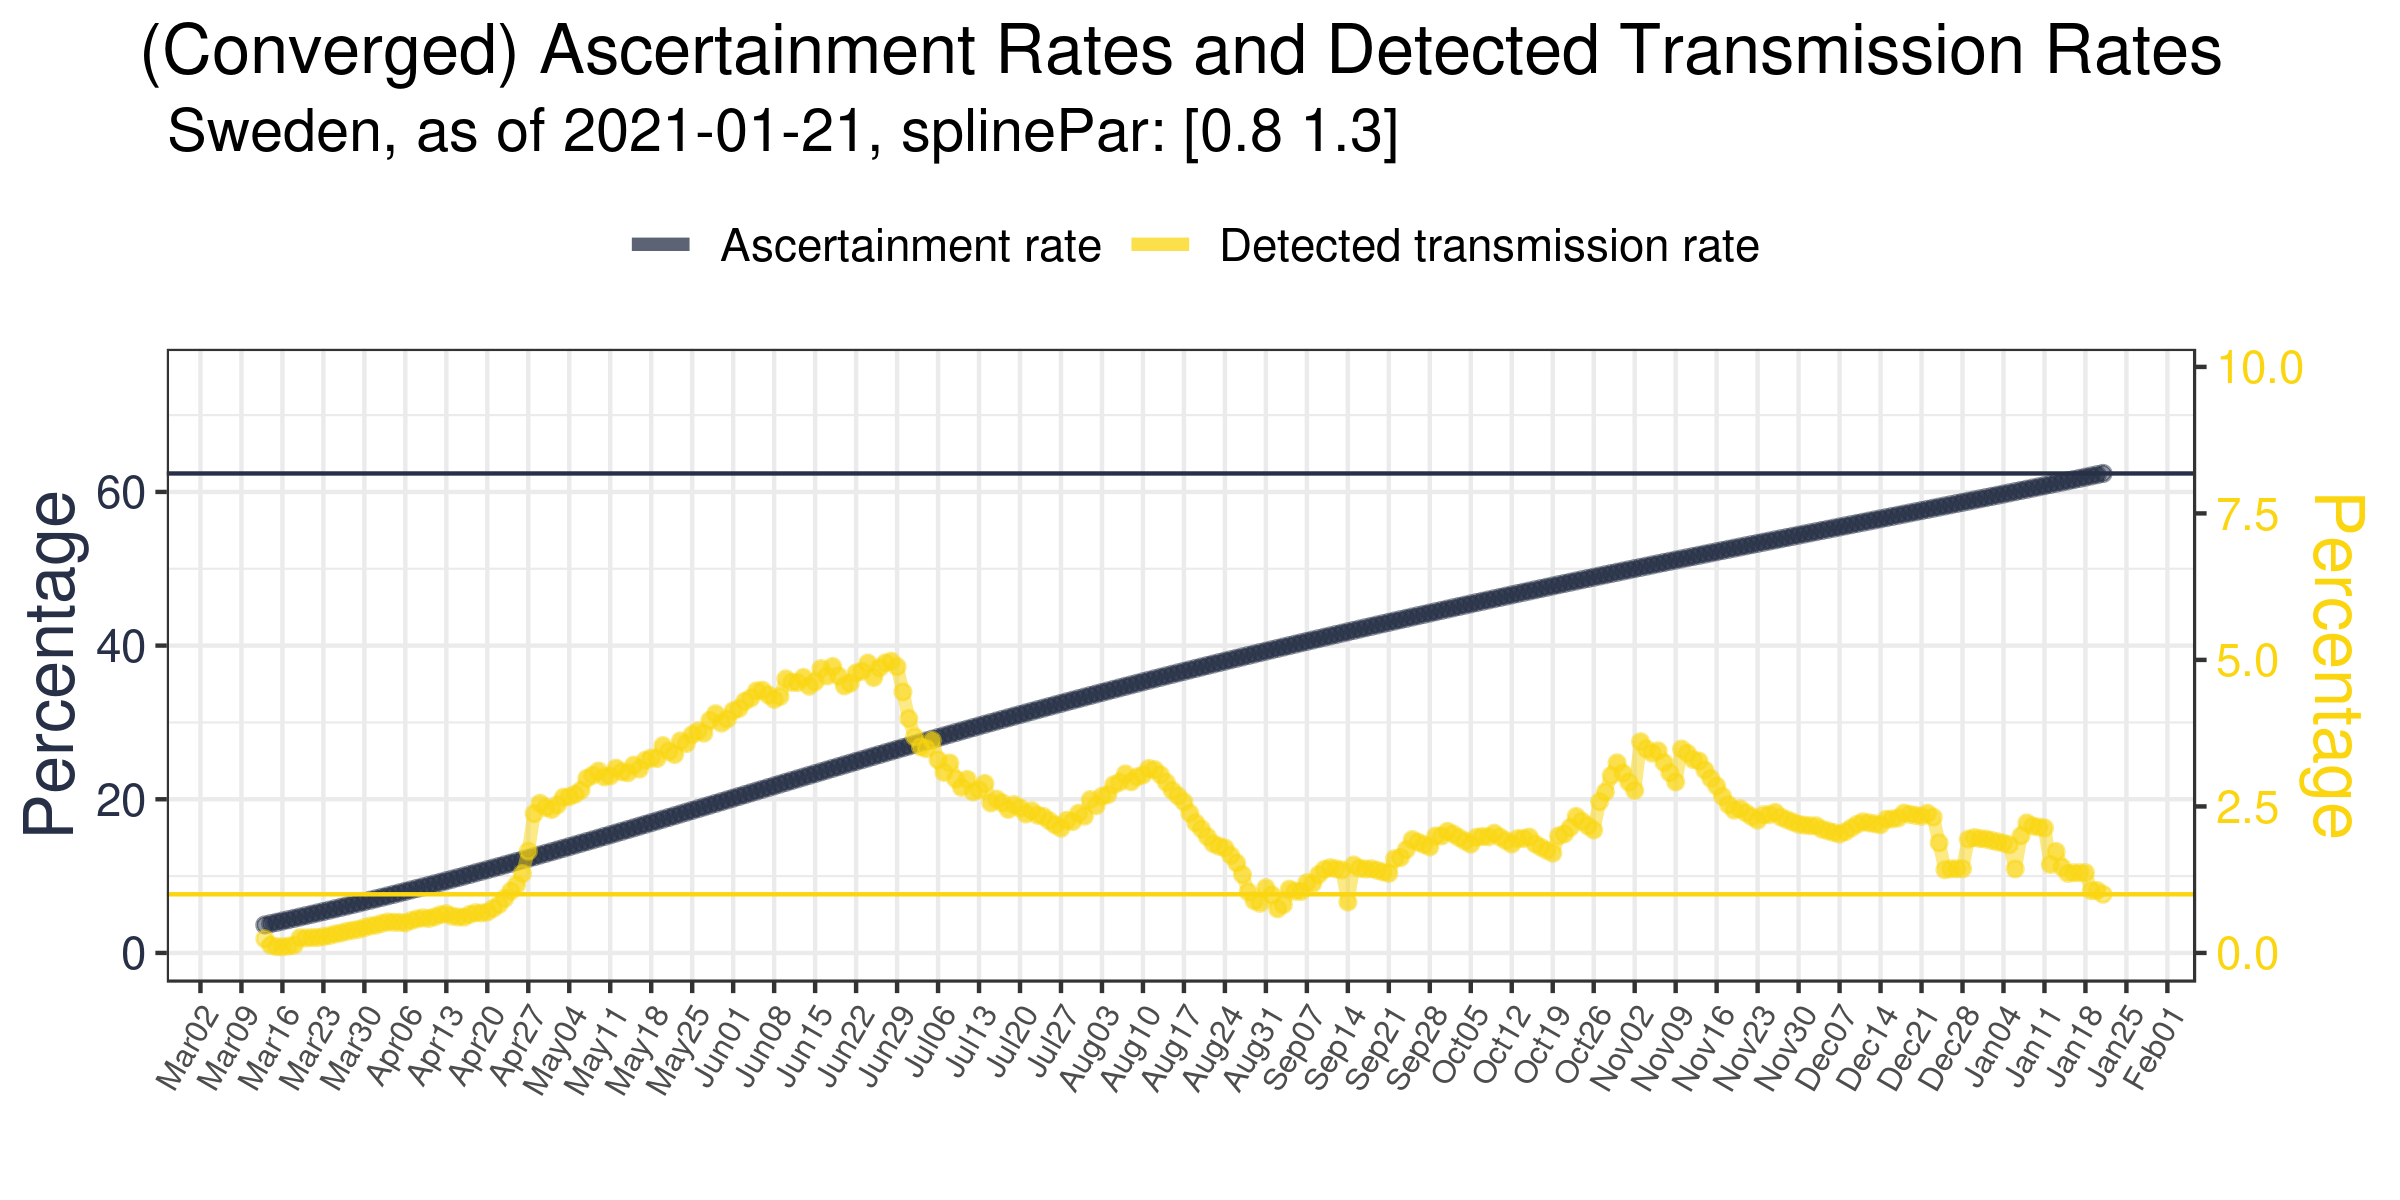 (Converged) Ascertainment Rates and Detected Transmission Rates
Sweden, as of 2021-01-21, splinePar: [0.8 1.3]
Ascertainment rate
Detected transmission rate
Percentage
60
40
20
0
10.0
7.5
5.0
2.5
0.0
Percentage
Mar02
Mar09
Mar16
Mar23
Mar30
Apr06
Apr13
Apr20
Apr27
May04
May11
May18
May25
Jun01
Jun08
Jun15
Jun22
Jun29
Jul06
Jul13
Jul20
Jul27
Aug03
Aug10
Aug17
Aug24
Aug31
Sep07
Sep14
Sep21
Sep28
Oct05
Oct12
Oct19
Oct26
Nov02
Nov09
Nov16
Nov23
Nov30
Dec07
Dec14
Dec21
Dec28
Jan04
Jan11
Jan18
Jan25
Feb01